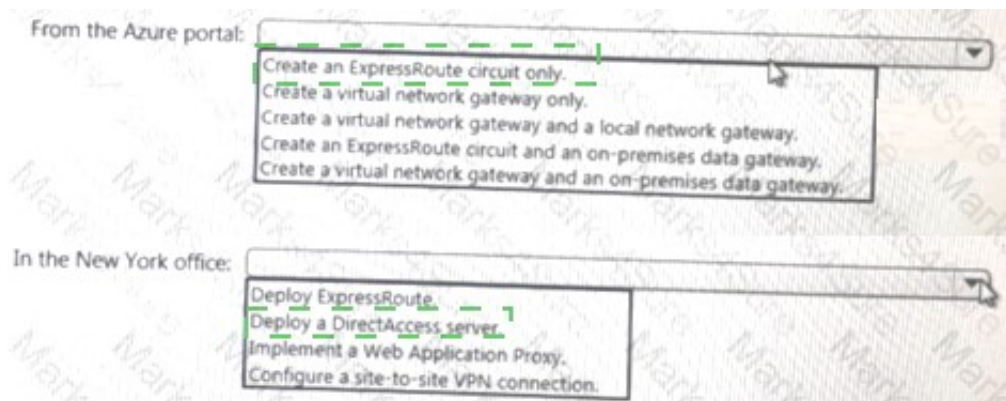 From the Azure portal:
Create an ExpressRoute circuit only.
Create a virtual network gateway only.
Create a virtual network gateway and a local network gateway.
Create an ExpressRoute circuit and an on-premises data gateway.
Create a virtual network gateway and an on-premises data gateway.
In the New York office:
Deploy ExpressRoute.
Deploy a DirectAccess server.
Implement a Web Application Proxy.
Configure a site-to-site VPN connection.
Marks4Sure